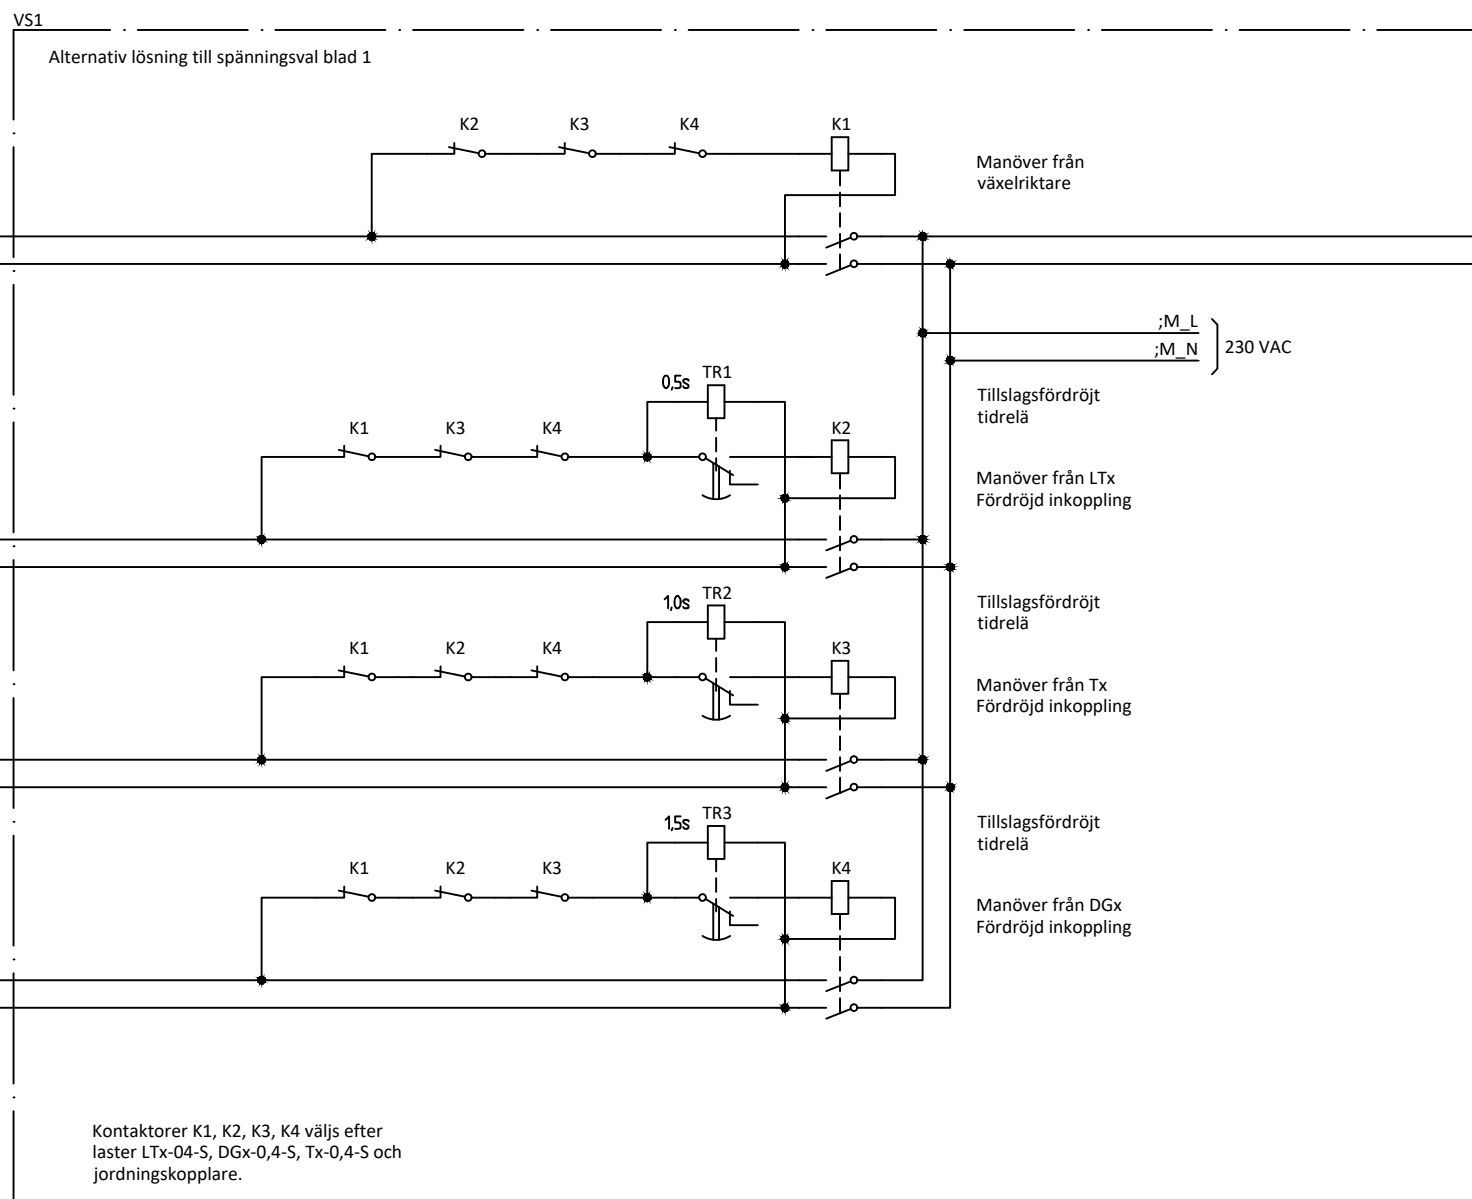 VS1
Alternativ lösning till spänningsval blad 1
K2 K3 K4 K1
Manöver från
växelriktare
;M_L
;M_N
230 VAC
0,5s TR1
Tillslagsfördröjt
tidrelä
K1 K3 K4 K2
Manöver från LTx
Fördröjd inkoppling
1,0s TR2
Tillslagsfördröjt
tidrelä
K1 K2 K4 K3
Manöver från Tx
Fördröjd inkoppling
1,5s TR3
Tillslagsfördröjt
tidrelä
K1 K2 K3 K4
Manöver från DGx
Fördröjd inkoppling
Kontaktorer K1, K2, K3, K4 väljs efter
laster LTx-04-S, DGx-0,4-S, Tx-0,4-S och
jordningskopplare.